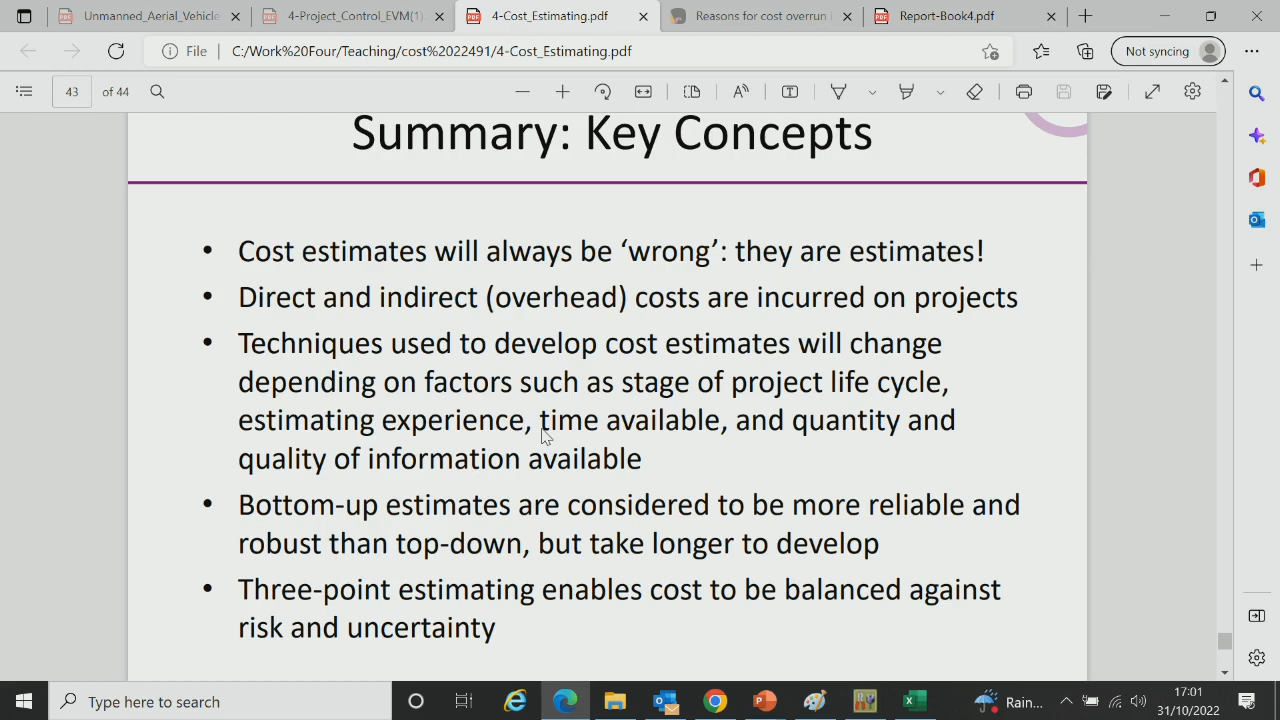 Unmanned_Aerial_Vehicle
4-Project_Control_EVM(1).
4-Cost_Estimating.pdf
Reasons for cost overrun i
Report-Book4.pdf
File
C:/Work%20Four/Teaching/cost%2022491/4-Cost_Estimating.pdf
Not syncing
43
of 44
Summary: Key Concepts
• Cost estimates will always be ‘wrong’: they are estimates!
• Direct and indirect (overhead) costs are incurred on projects
• Techniques used to develop cost estimates will change
depending on factors such as stage of project life cycle,
estimating experience, time available, and quantity and
quality of information available
• Bottom-up estimates are considered to be more reliable and
robust than top-down, but take longer to develop
• Three-point estimating enables cost to be balanced against
risk and uncertainty
Type here to search
Rain...
17:01
31/10/2022